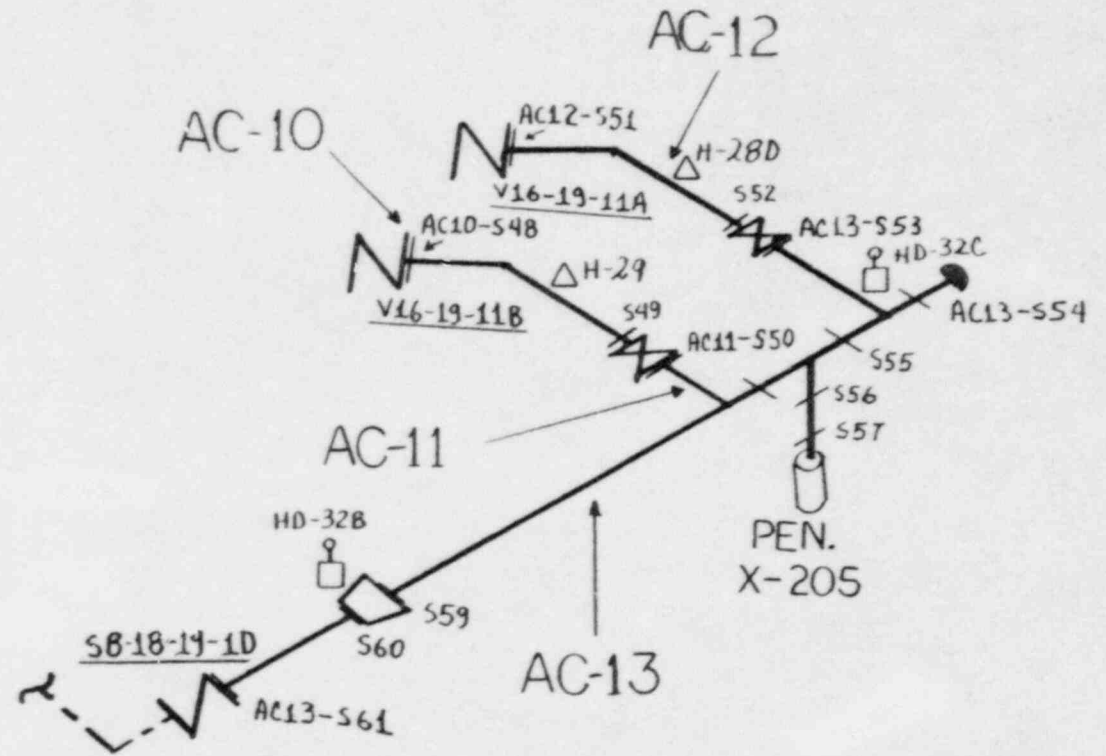 AC-12
AC-10
AC12-S51
H-28D
V16-19-11A
S52
AC10-S48
AC13-S53
HD-32C
H-29
V16-19-11B
S49
AC13-S54
AC11-S50
S55
S56
AC-11
S57
HD-32B
PEN.
X-205
S59
SB-18-19-1D
S60
AC-13
AC13-S61